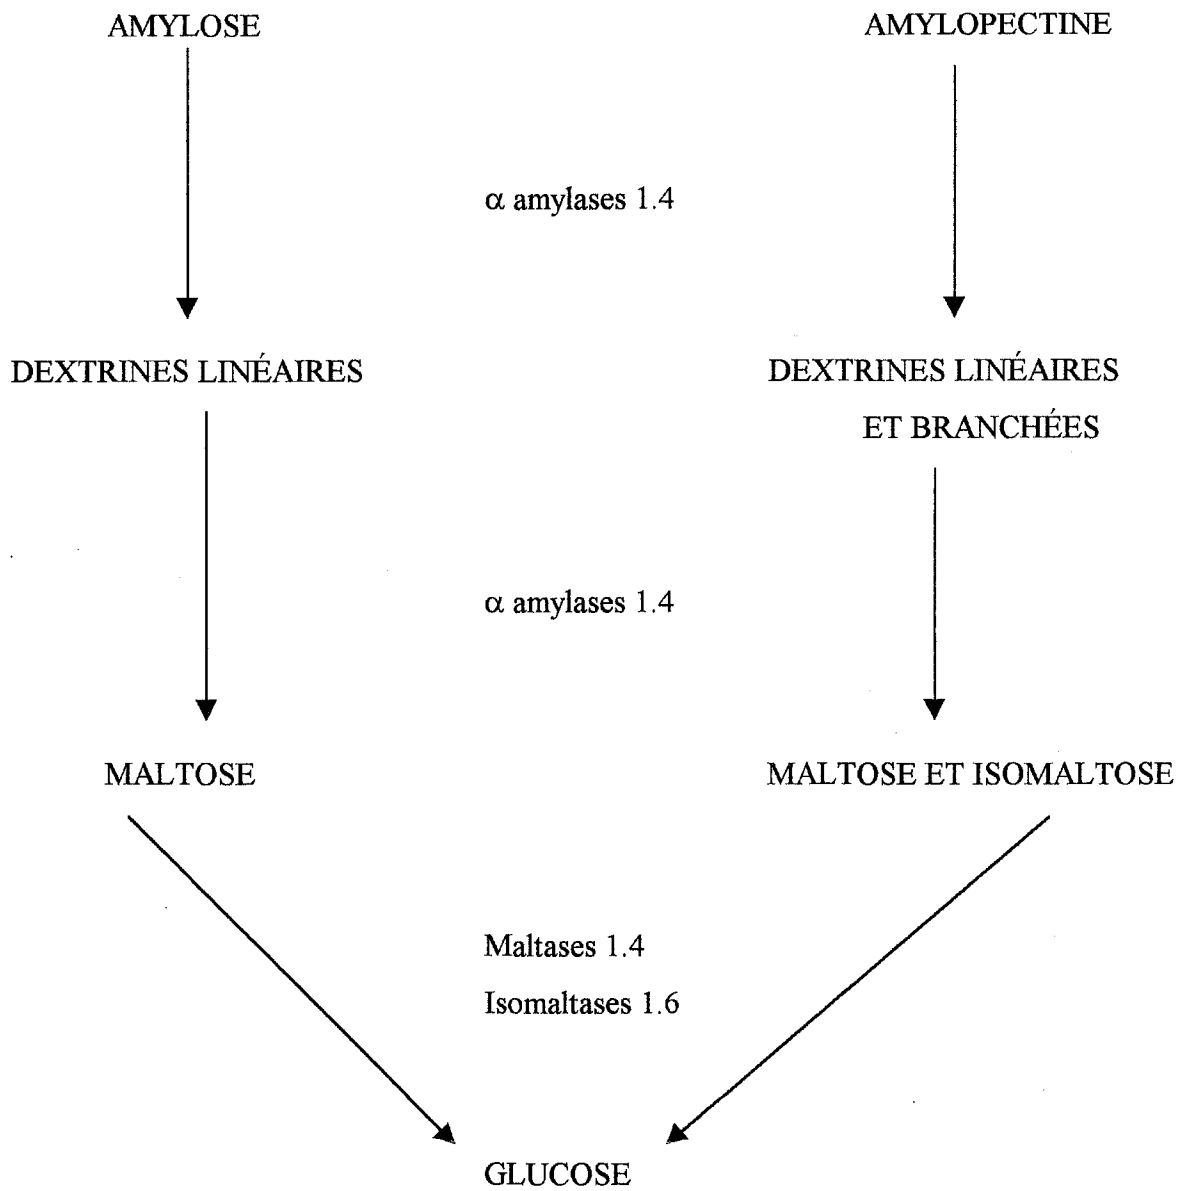 AMYLOSE
AMYLOPECTINE
α amylases 1.4
DEXTRINES LINÉAIRES
DEXTRINES LINÉAIRES
ET BRANCHÉES
α amylases 1.4
MALTOSE
MALTOSE ET ISOMALTOSE
Maltases 1.4
Isomaltases 1.6
GLUCOSE